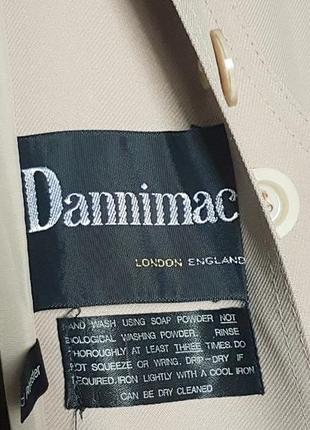 Dannimac
LONDON ENGLAND
AND WASH USING SOAP POWDER NOT
BIOLOGICAL WASHING POWDER. RINSE
THOROUGHLY AT LEAST THREE TIMES. DO
NOT SQUEEZE OR WRING. DRIP-DRY IF
REQUIRED. IRON LIGHTLY WITH A COOL IRON
CAN BE DRY CLEANED